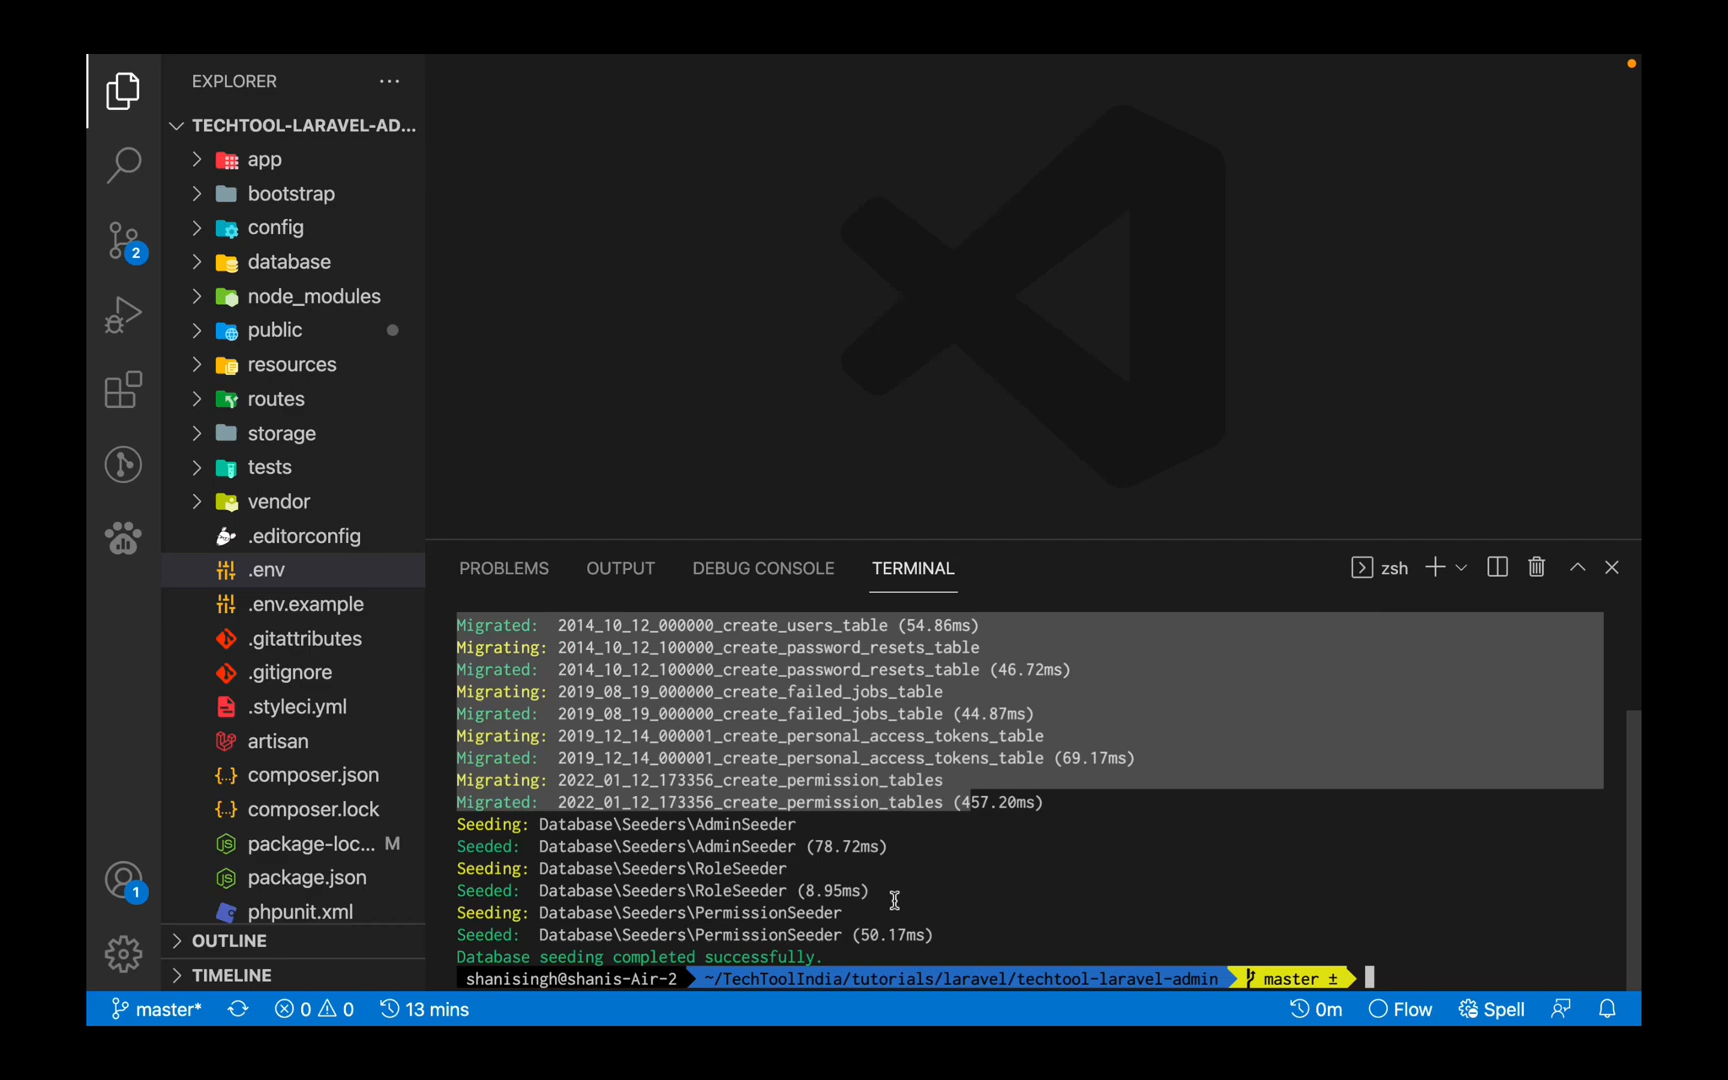 EXPLORER ...
TECHTOOL-LARAVEL-AD...
app
bootstrap
config
database
node_modules
public
resources
routes
storage
tests
vendor
.editorconfig
.env
.env.example
.gitattributes
.gitignore
.styleci.yml
artisan
composer.json
composer.lock
package-loc... M
package.json
phpunit.xml
OUTLINE
TIMELINE
2
1
PROBLEMS OUTPUT DEBUG CONSOLE TERMINAL zsh
Migrated: 2014_10_12_000000_create_users_table (54.86ms)
Migrating: 2014_10_12_100000_create_password_resets_table
Migrated: 2014_10_12_100000_create_password_resets_table (46.72ms)
Migrating: 2019_08_19_000000_create_failed_jobs_table
Migrated: 2019_08_19_000000_create_failed_jobs_table (44.87ms)
Migrating: 2019_12_14_000001_create_personal_access_tokens_table
Migrated: 2019_12_14_000001_create_personal_access_tokens_table (69.17ms)
Migrating: 2022_01_12_173356_create_permission_tables
Migrated: 2022_01_12_173356_create_permission_tables (457.20ms)
Seeding: Database\Seeders\AdminSeeder
Seeded: Database\Seeders\AdminSeeder (78.72ms)
Seeding: Database\Seeders\RoleSeeder
Seeded: Database\Seeders\RoleSeeder (8.95ms)
Seeding: Database\Seeders\PermissionSeeder
Seeded: Database\Seeders\PermissionSeeder (50.17ms)
Database seeding completed successfully.
shanisingh@shanis-Air-2 ~/TechToolIndia/tutorials/laravel/techtool-laravel-admin master ±
master* 0 0 13 mins 0m Flow Spell